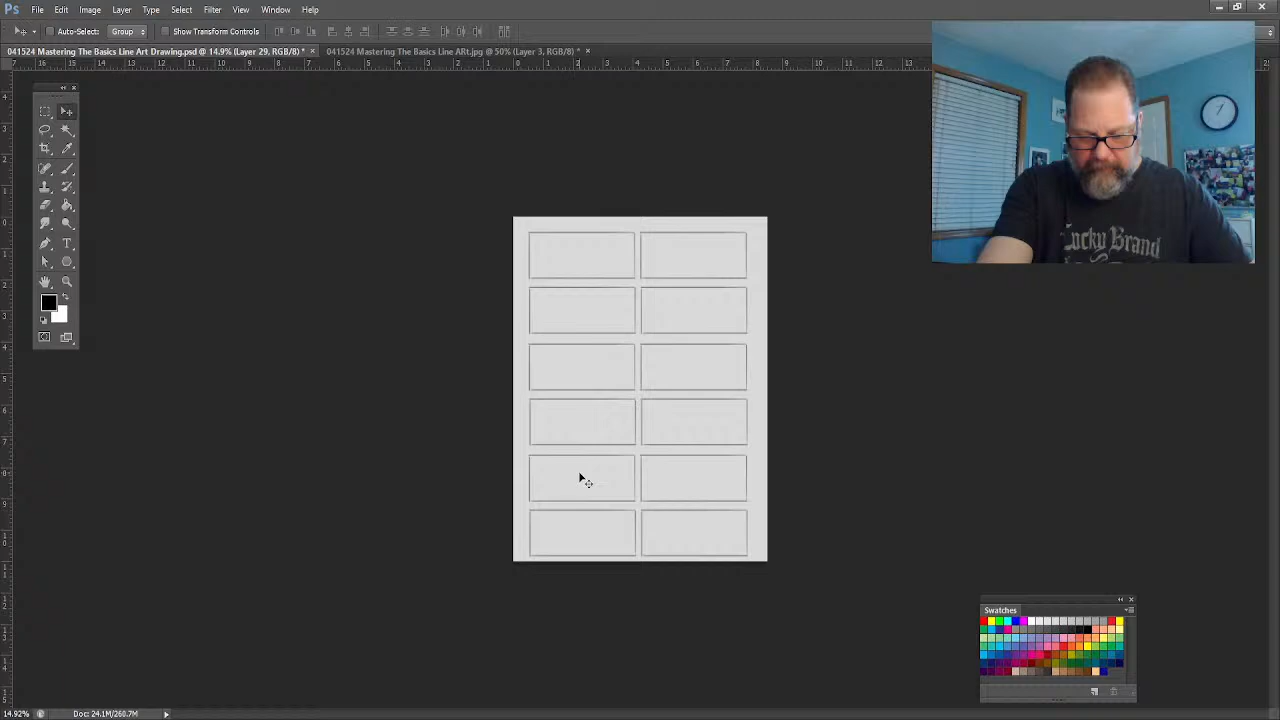 Ps File Edit Image Layer Type Select Filter 3D View Window Help
Auto-Select: Group Show Transform Controls
041524 Mastering The Basics Line Art Drawing.psd @ 14.9% (Layer 29, RGB/8) * × 041524 Mastering The Basics Line ARt.jpg @ 50% (Layer 3, RGB/8) * ×
Lucky Brand
Swatches
14.92% Doc: 24.1M/260.7M